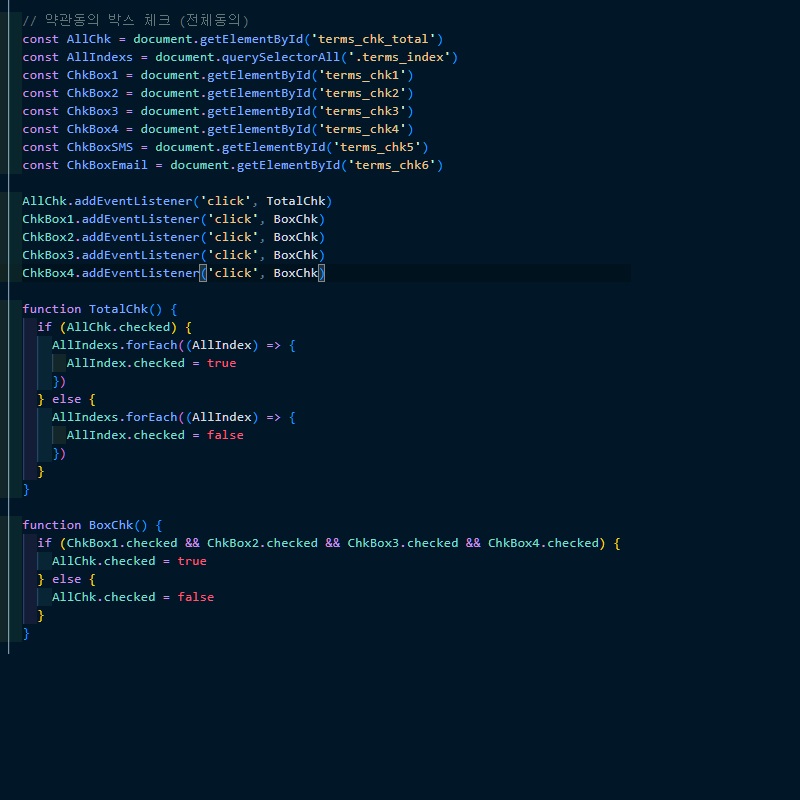 // 약관동의 박스 체크 (전체동의)
const AllChk = document.getElementById('terms_chk_total')
const AllIndexs = document.querySelectorAll('.terms_index')
const ChkBox1 = document.getElementById('terms_chk1')
const ChkBox2 = document.getElementById('terms_chk2')
const ChkBox3 = document.getElementById('terms_chk3')
const ChkBox4 = document.getElementById('terms_chk4')
const ChkBoxSMS = document.getElementById('terms_chk5')
const ChkBoxEmail = document.getElementById('terms_chk6')
AllChk.addEventListener('click', TotalChk)
ChkBox1.addEventListener('click', BoxChk)
ChkBox2.addEventListener('click', BoxChk)
ChkBox3.addEventListener('click', BoxChk)
ChkBox4.addEventListener('click', BoxChk)
function TotalChk() {
if (AllChk.checked) {
AllIndexs.forEach((AllIndex) => {
AllIndex.checked = true
})
} else {
AllIndexs.forEach((AllIndex) => {
AllIndex.checked = false
})
}
}
function BoxChk() {
if (ChkBox1.checked && ChkBox2.checked && ChkBox3.checked && ChkBox4.checked) {
AllChk.checked = true
} else {
AllChk.checked = false
}
}